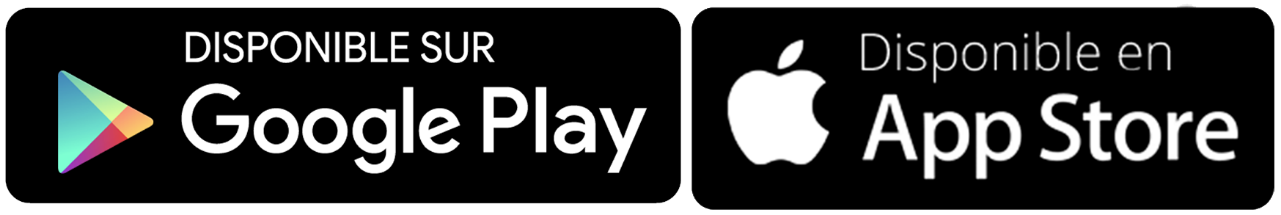 DISPONIBLE SUR
Google Play
Disponible en
App Store